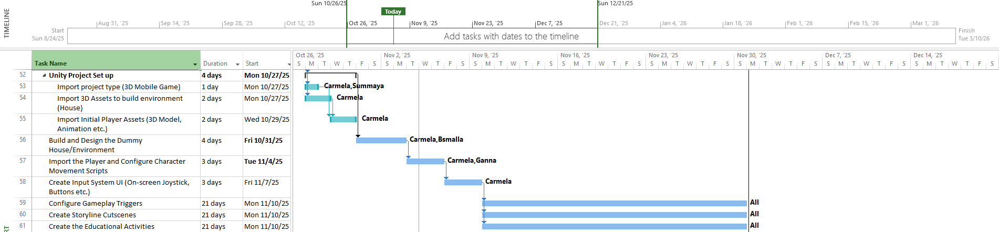 Sun 10/26/25
Sun 12/21/25
Today
TIMELINE
Aug 31, '25
Sep 14, '25
Sep 28, '25
Oct 12, '25
Oct 26, '25
Nov 9, '25
Nov 23, '25
Dec 7, '25
Dec 21, '25
Jan 4, '26
Jan 18, '26
Feb 1, '26
Feb 15, '26
Mar 1, '26
Start
Sun 8/24/25
Add tasks with dates to the timeline
Finish
Tue 3/10/26
Task Name Duration Start
Oct 26, '25 Nov 2, '25 Nov 9, '25 Nov 16, '25 Nov 23, '25 Nov 30, '25 Dec 7, '25 Dec 14, '25
S M T W T F S S M T W T F S S M T W T F S S M T W T F S S M T W T F S S M T W T F S S M T W T F S S M T W T F S
52 Unity Project Set up 4 days Mon 10/27/25
53 Import project type (3D Mobile Game) 1 day Mon 10/27/25 Carmela,Summaya
54 Import 3D Assets to build environment 2 days Mon 10/27/25 Carmela
(House)
55 Import Initial Player Assets (3D Model, 2 days Wed 10/29/25 Carmela
Animation etc.)
56 Build and Design the Dummy 4 days Fri 10/31/25 Carmela,Bsmalla
House/Environment
57 Import the Player and Configure Character 3 days Tue 11/4/25 Carmela,Ganna
Movement Scripts
58 Create Input System UI (On-screen Joystick, 3 days Fri 11/7/25 Carmela
Buttons etc.)
59 Configure Gameplay Triggers 21 days Mon 11/10/25 All
60 Create Storyline Cutscenes 21 days Mon 11/10/25 All
61 Create the Educational Activities 21 days Mon 11/10/25 All